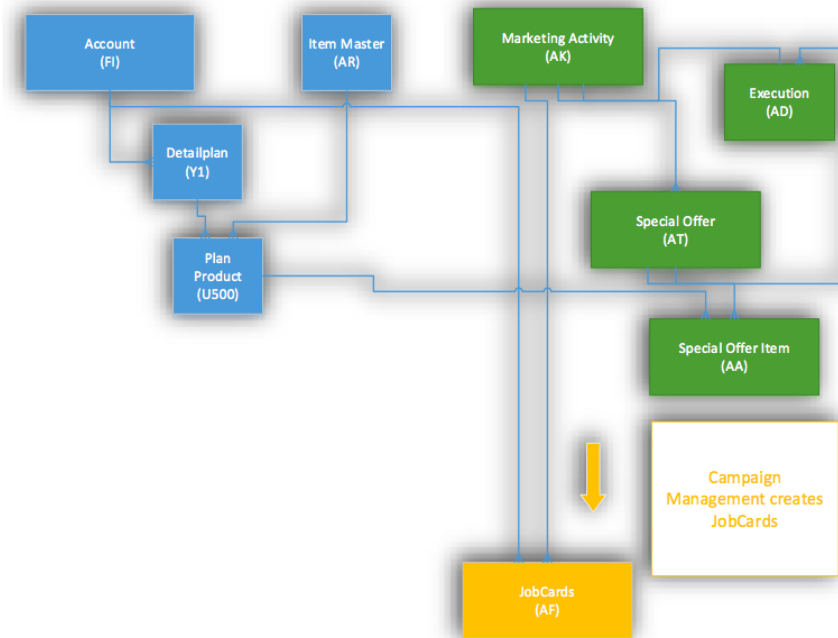 Account
(FI)
Item Master
(AR)
Marketing Activity
(AK)
Execution
(AD)
Detailplan
(Y1)
Special Offer
(AT)
Plan
Product
(U500)
Special Offer Item
(AA)
Campaign
Management creates
JobCards
JobCards
(AF)